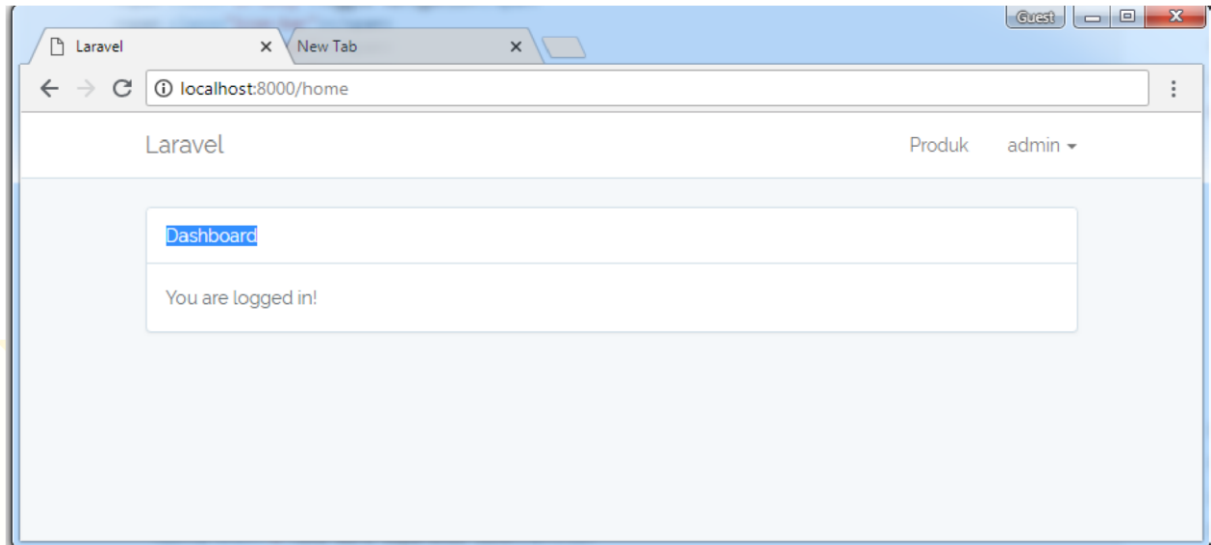 Guest
Laravel New Tab
localhost:8000/home
Laravel Produk admin
Dashboard
You are logged in!